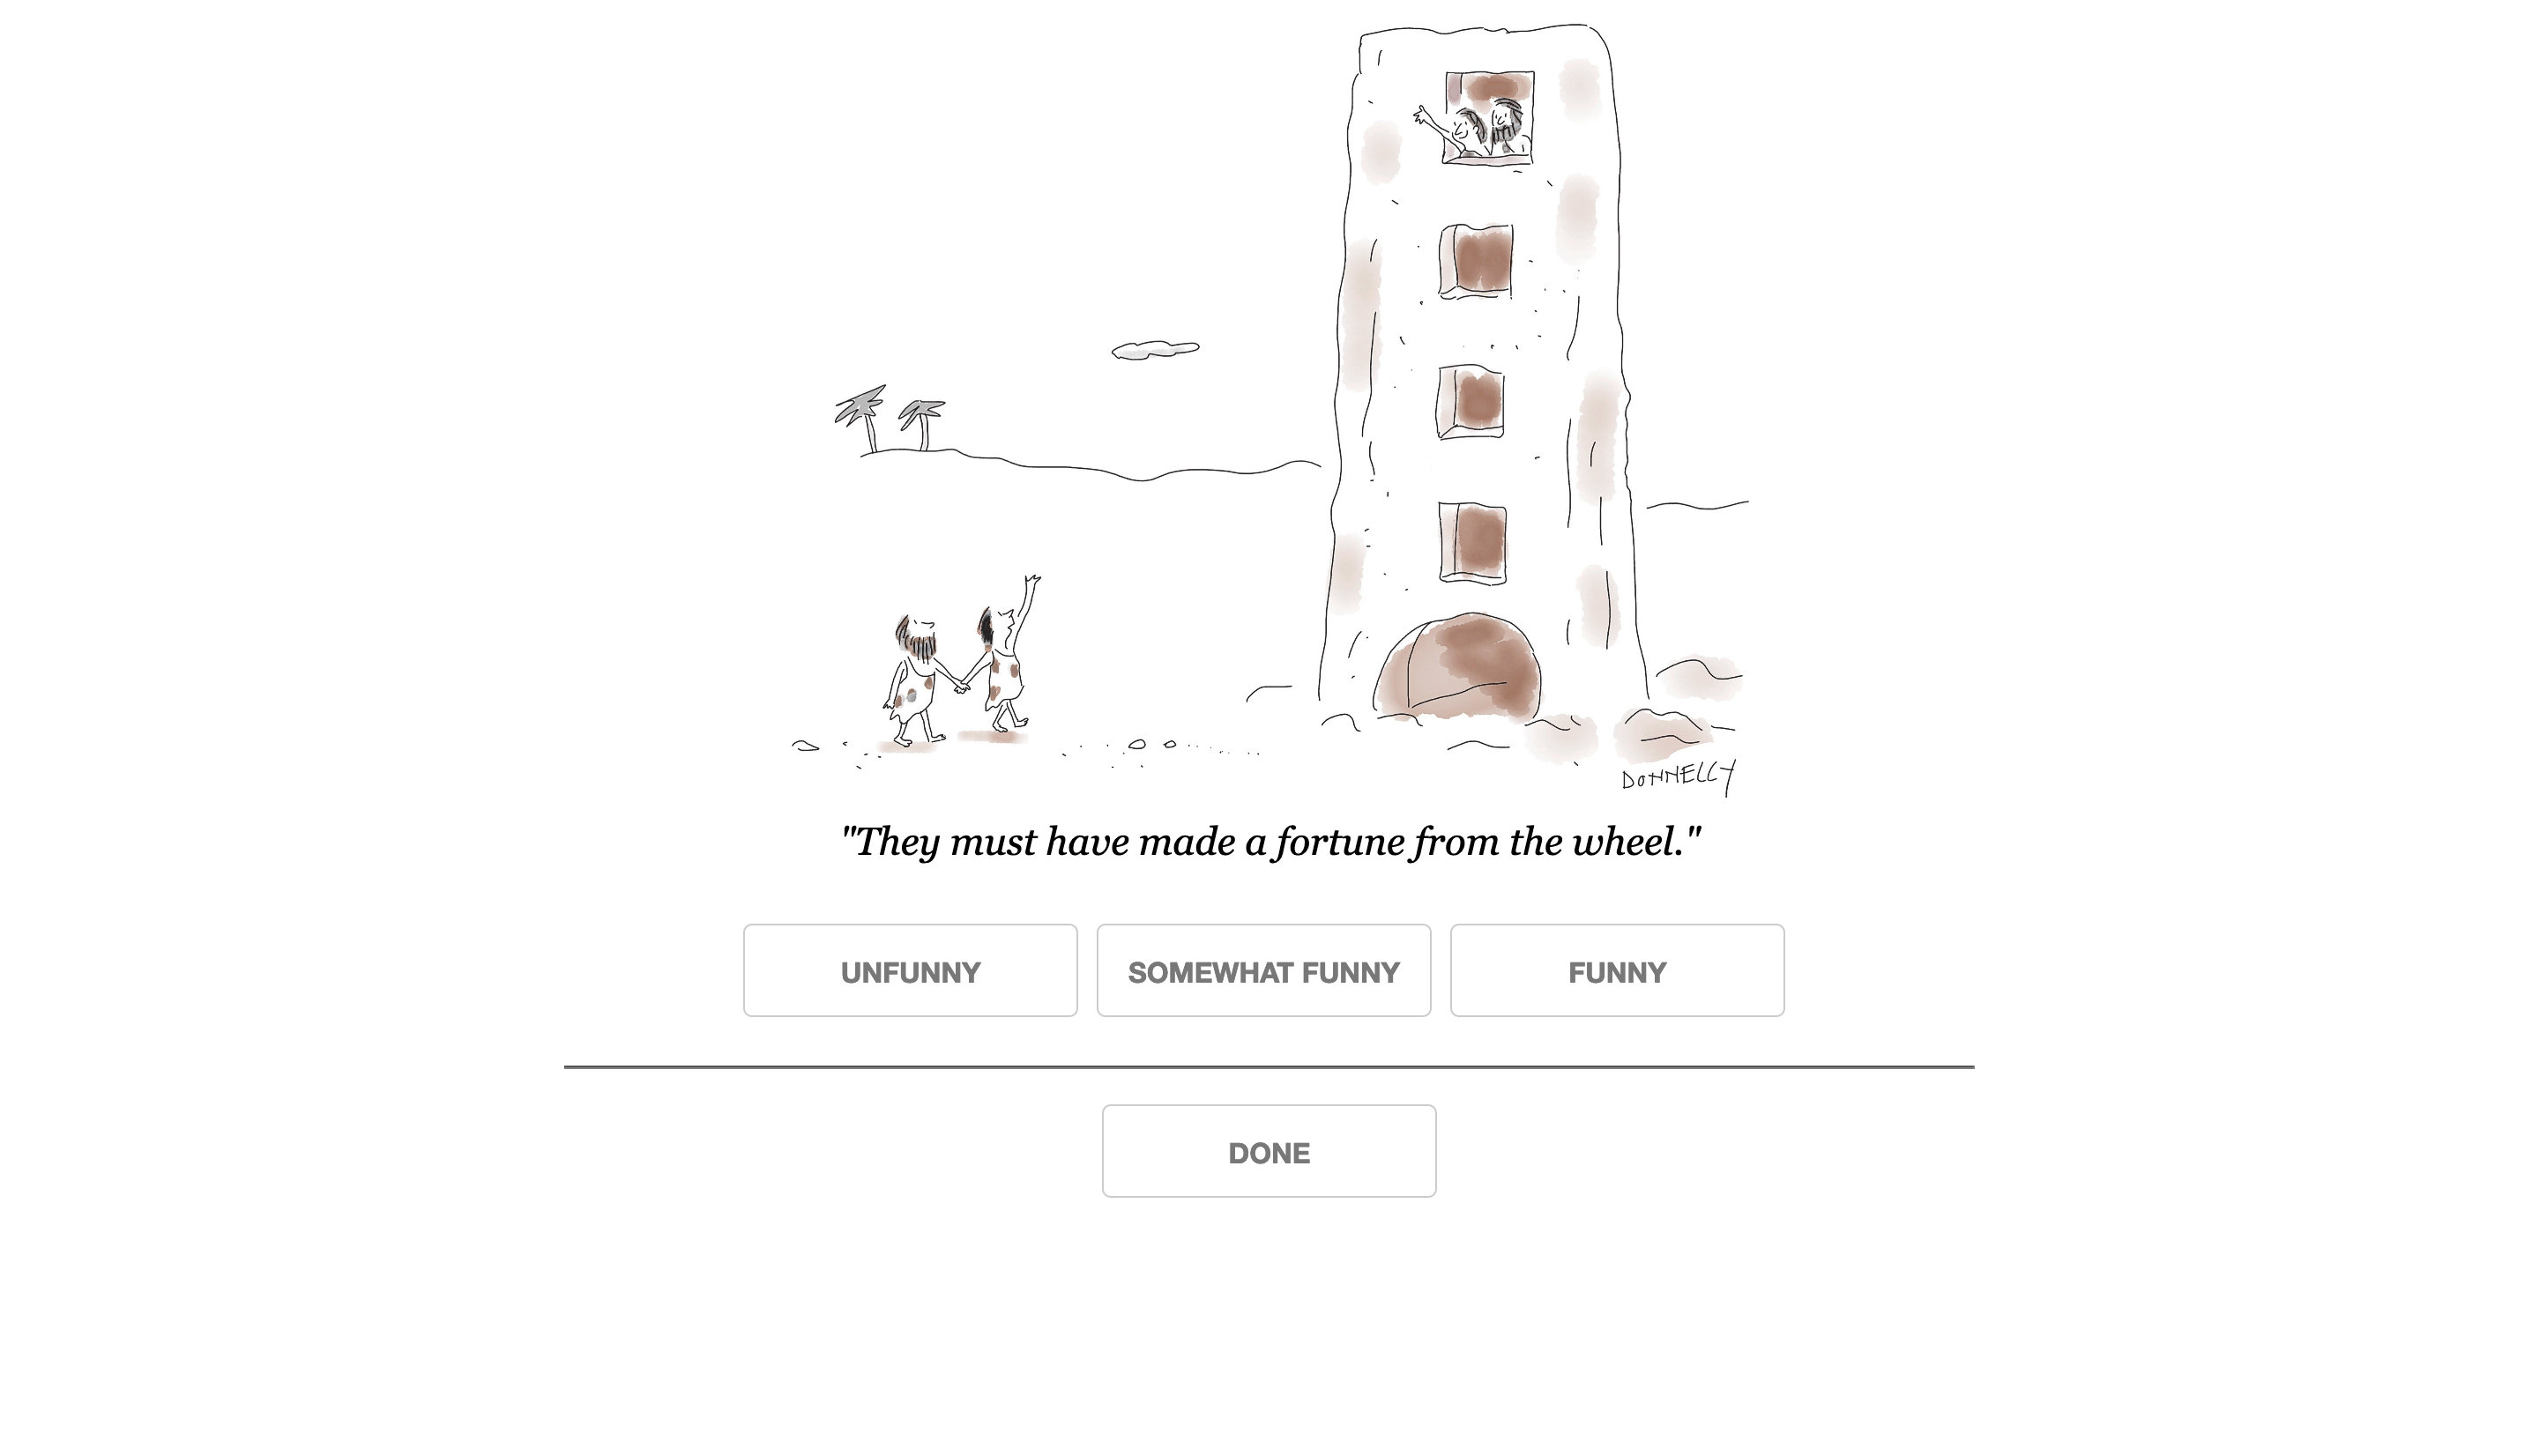 DONNELLY
"They must have made a fortune from the wheel."
UNFUNNY
SOMEWHAT FUNNY
FUNNY
DONE